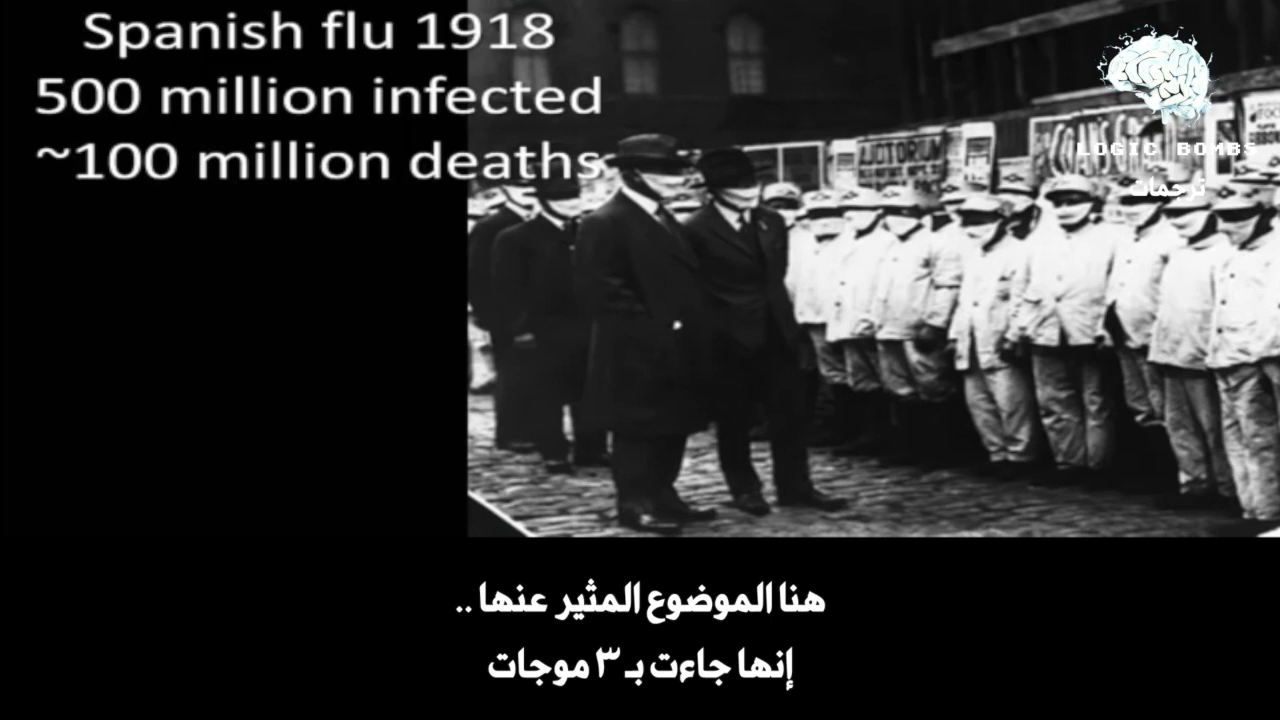 Spanish flu 1918
500 million infected
~100 million deaths
LOGIC BOMBS
ترجمات
AUDITORIUM
هنا الموضوع المثير عنها ..
إنها جاءت بـ ٣ موجات